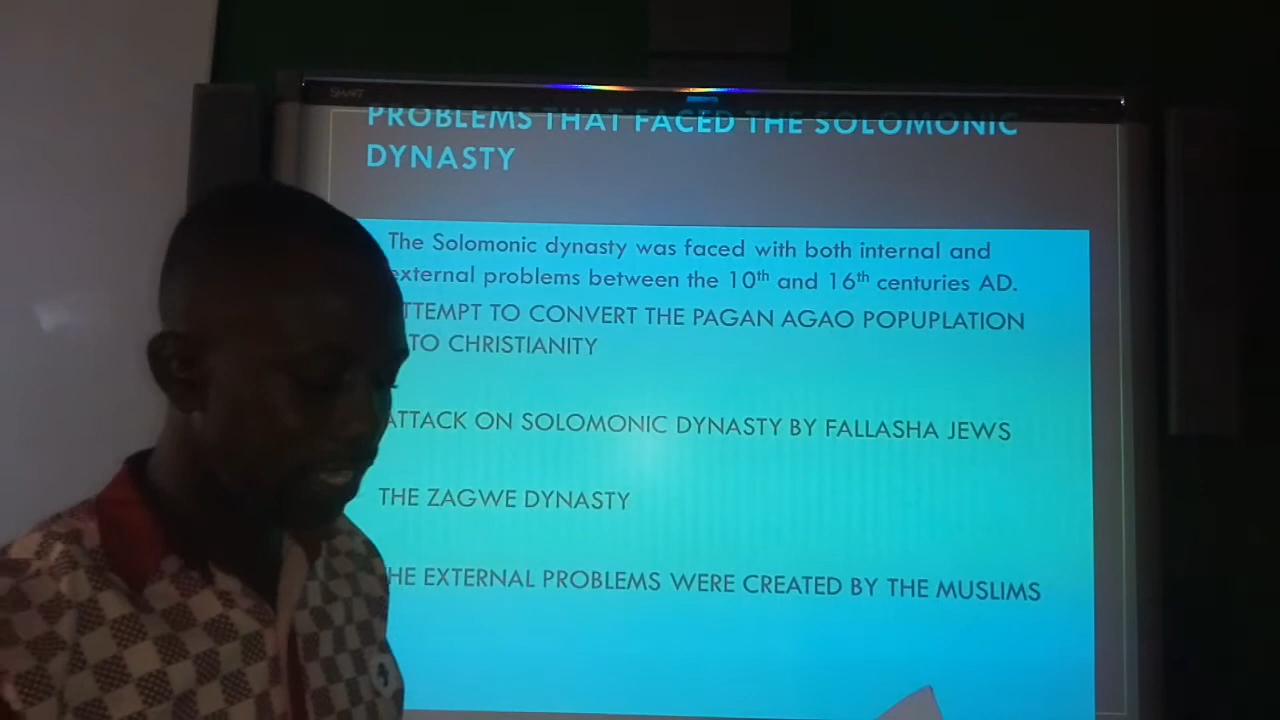 SMART
PROBLEMS THAT FACED THE SOLOMONIC
DYNASTY
The Solomonic dynasty was faced with both internal and
external problems between the 10th and 16th centuries AD.
TTEMPT TO CONVERT THE PAGAN AGAO POPUPLATION
TO CHRISTIANITY
ATTACK ON SOLOMONIC DYNASTY BY FALLASHA JEWS
THE ZAGWE DYNASTY
HE EXTERNAL PROBLEMS WERE CREATED BY THE MUSLIMS